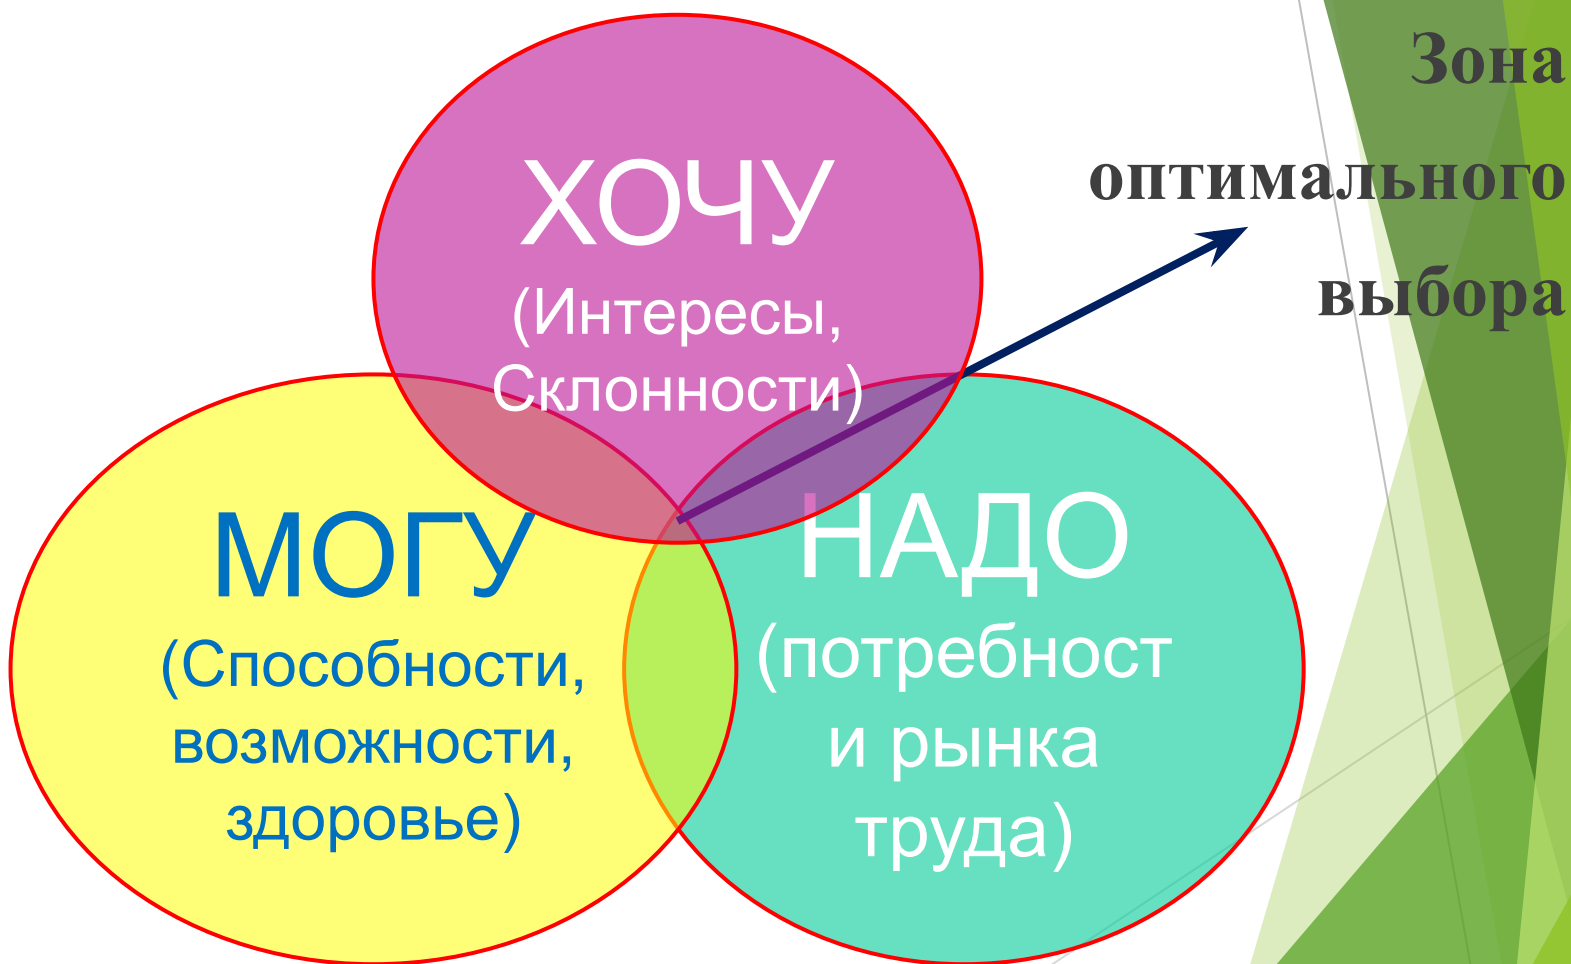 Зона
оптимального
выбора
ХОЧУ
(Интересы,
Склонности)
МОГУ
(Способности,
возможности,
здоровье)
НАДО
(потребност
и рынка
труда)